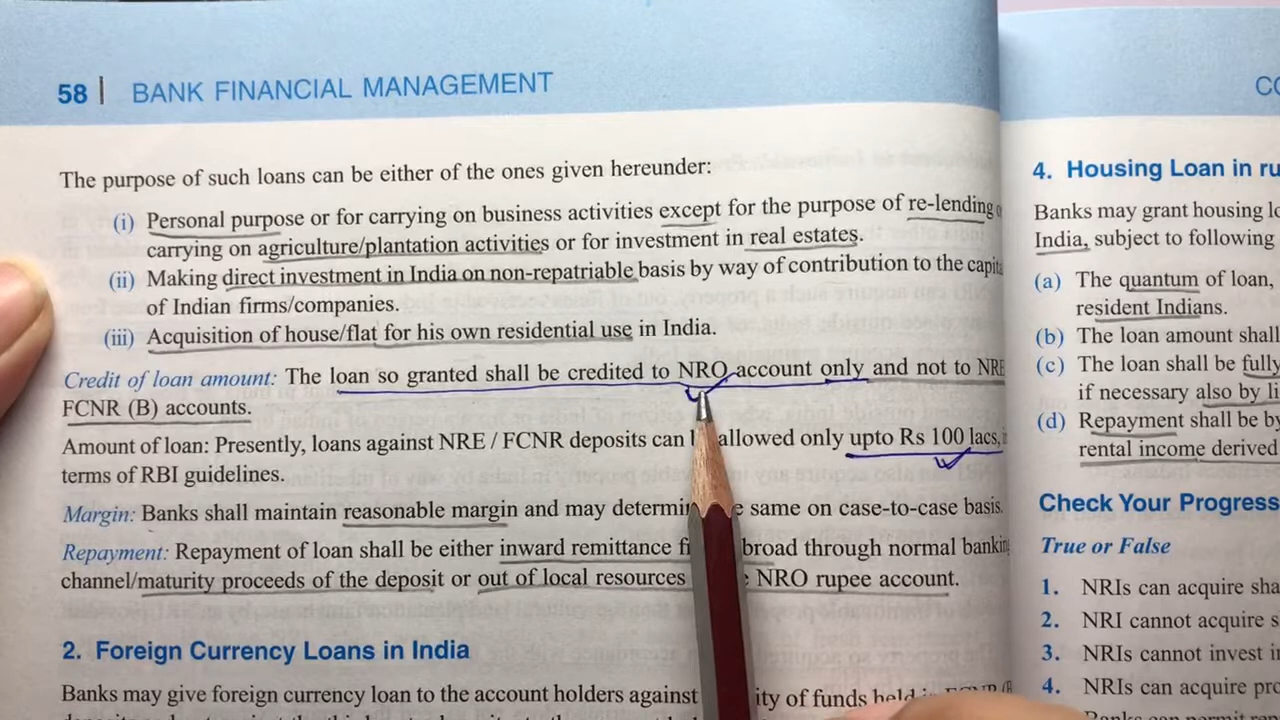 58 | BANK FINANCIAL MANAGEMENT
The purpose of such loans can be either of the ones given hereunder:
(i) Personal purpose or for carrying on business activities except for the purpose of re-lending
carrying on agriculture/plantation activities or for investment in real estates.
(ii) Making direct investment in India on non-repatriable basis by way of contribution to the
of Indian firms/companies.
(iii) Acquisition of house/flat for his own residential use in India.
Credit of loan amount: The loan so granted shall be credited to NRO account only and not to NRE
FCNR (B) accounts.
Amount of loan: Presently, loans against NRE / FCNR deposits can allowed only upto Rs 100 lacs,
terms of RBI guidelines.
Margin: Banks shall maintain reasonable margin and may same on case-to-case basis.
Repayment: Repayment of loan shall be either inward remittance through normal
channel/maturity proceeds of the deposit or out of local resources NRO rupee account.
2. Foreign Currency Loans in India
Banks may give foreign currency loan to the account holders against of funds held
4. Housing Loan in
Banks may grant housing
India, subject to following
(a) The quantum of loan,
resident Indians.
(b) The loan amount shall
(c) The loan shall be fully
if necessary also by
(d) Repayment shall be by
rental income derived
Check Your Progress
True or False
1. NRIs can acquire
2. NRI cannot acquire
3. NRIs cannot invest
4. NRIs can acquire